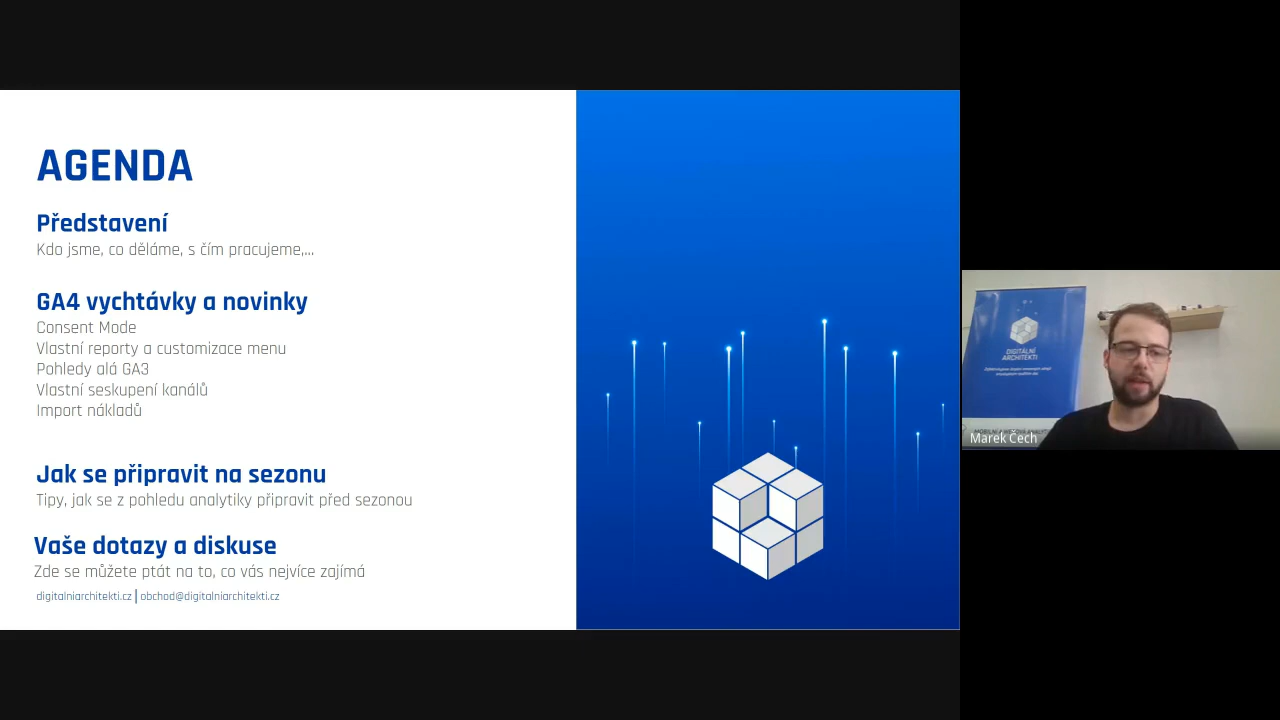 AGENDA
Představení
Kdo jsme, co děláme, s čím pracujeme,...
GA4 vychtávky a novinky
Consent Mode
Vlastní reporty a customizace menu
Pohledy alá GA3
Vlastní seskupení kanálů
Import nákladů
Jak se připravit na sezonu
Tipy, jak se z pohledu analytiky připravit před sezonou
Vaše dotazy a diskuse
Zde se můžete ptát na to, co vás nejvíce zajímá
digitalniarchitekti.cz | obchod@digitalniarchitekti.cz
DIGITÁLNÍ
ARCHITEKTI
Marek Čech